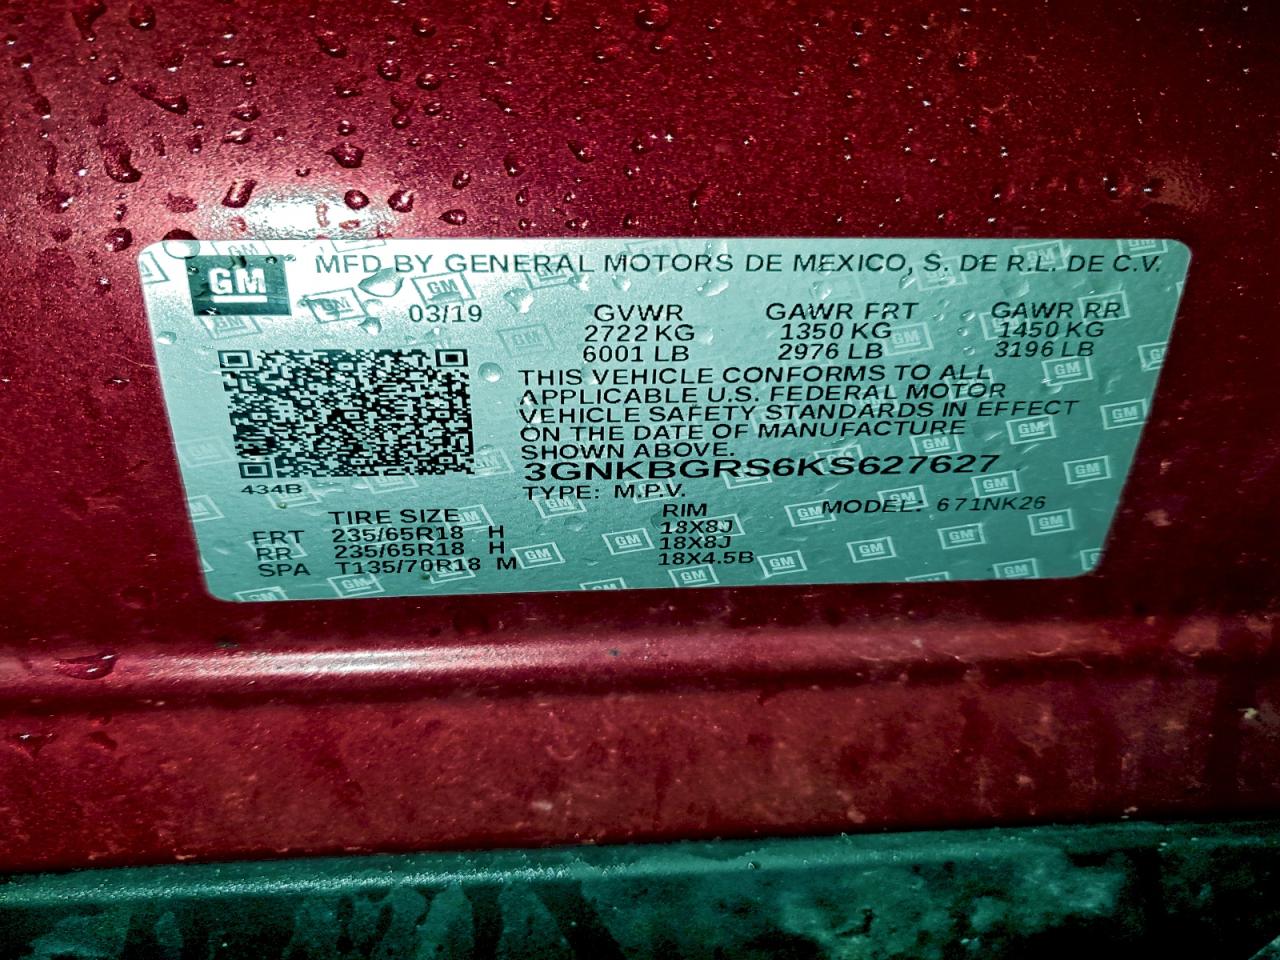 GM MFD BY GENERAL MOTORS DE MEXICO, S. DE R.L. DE C.V.
03/19 GVWR GAWR FRT GAWR RR
2722 KG 1350 KG 1450 KG
6001 LB 2976 LB 3196 LB
THIS VEHICLE CONFORMS TO ALL
APPLICABLE U.S. FEDERAL MOTOR
VEHICLE SAFETY STANDARDS IN EFFECT
ON THE DATE OF MANUFACTURE
SHOWN ABOVE.
3GNKBGRS6KS627627
434B TYPE: M.P.V. MODEL: 671NK26
TIRE SIZE RIM
FRT 235/65R18 H 18X8J
RR 235/65R18 H 18X8J
SPA T135/70R18 M 18X4.5B